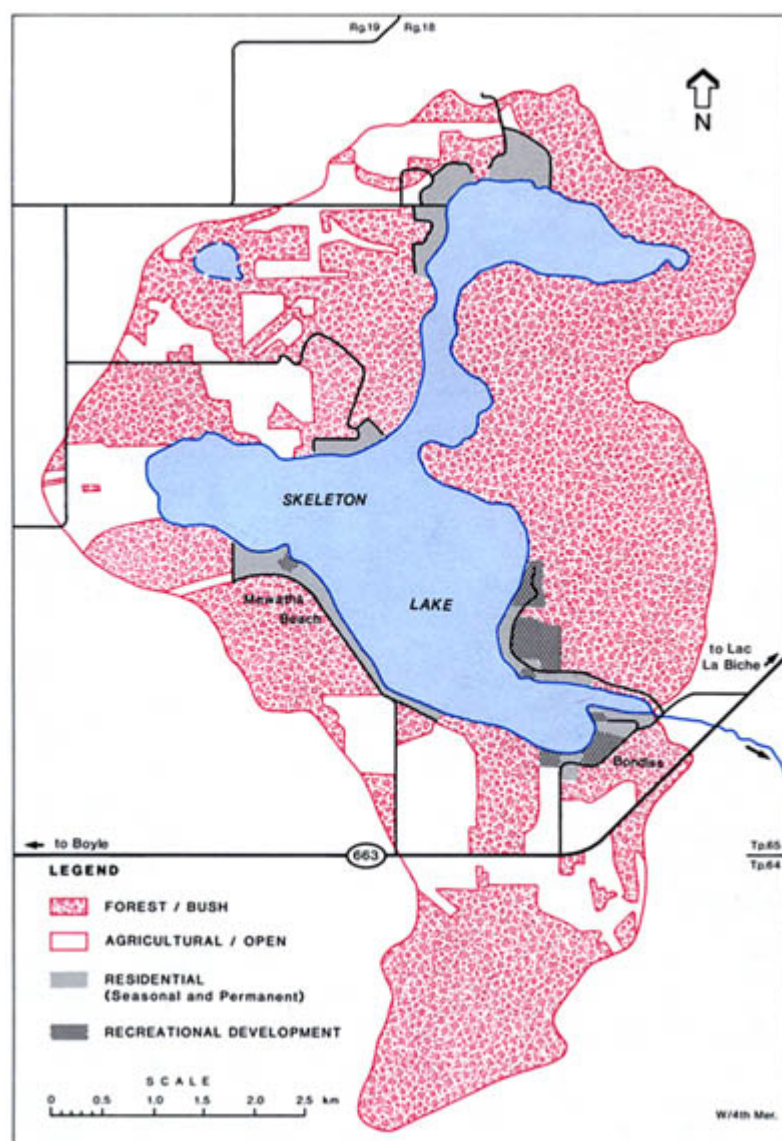 Rg.19 Rg.18
N
SKELETON
LAKE
Mewatha
Beach
to Lac
La Biche
Bondiss
to Boyle
663
Tp.65
Tp.64
LEGEND
FOREST / BUSH
AGRICULTURAL / OPEN
RESIDENTIAL
(Seasonal and Permanent)
RECREATIONAL DEVELOPMENT
SCALE
0 0.5 1.0 1.5 2.0 2.5 km
W/4th Mer.